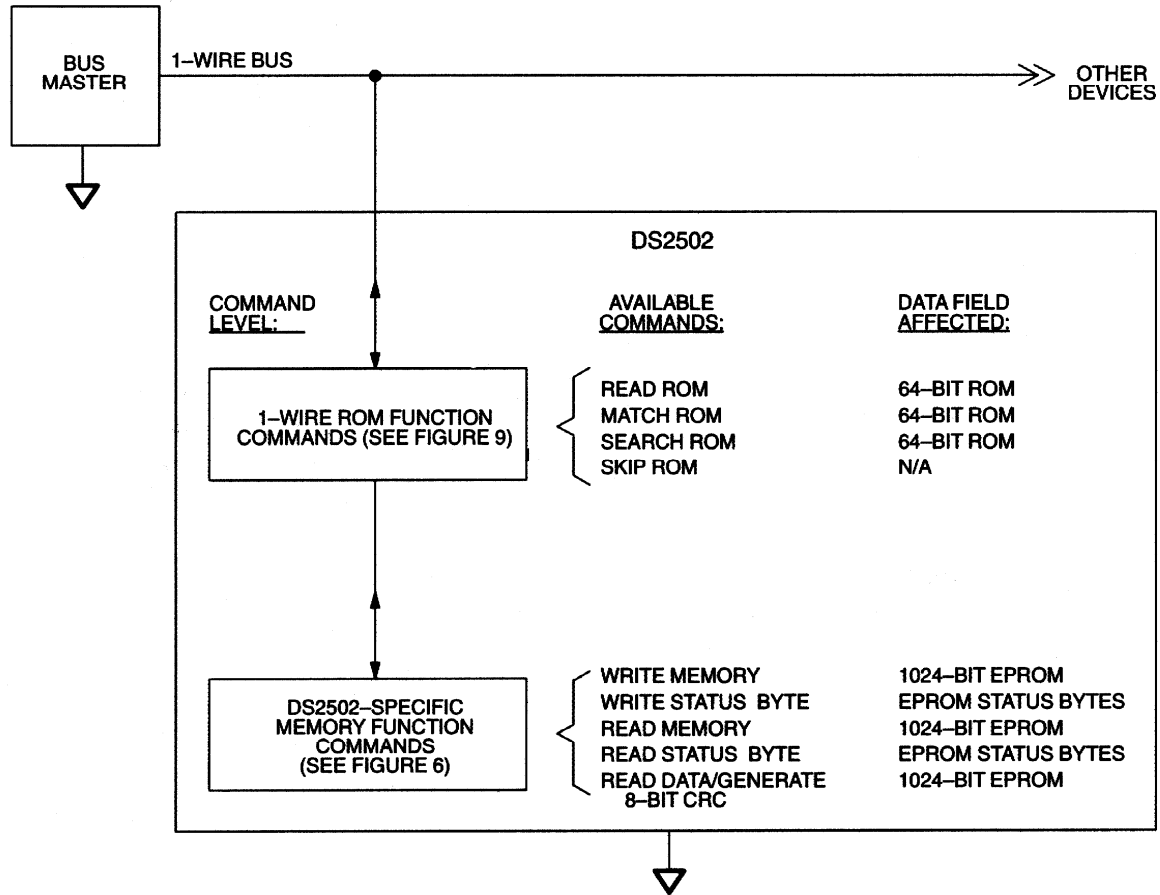 BUS
MASTER
1–WIRE BUS
OTHER
DEVICES
DS2502
COMMAND
LEVEL:
AVAILABLE
COMMANDS:
DATA FIELD
AFFECTED:
1–WIRE ROM FUNCTION
COMMANDS (SEE FIGURE 9)
READ ROM 64–BIT ROM
MATCH ROM 64–BIT ROM
SEARCH ROM 64–BIT ROM
SKIP ROM N/A
DS2502–SPECIFIC
MEMORY FUNCTION
COMMANDS
(SEE FIGURE 6)
WRITE MEMORY 1024–BIT EPROM
WRITE STATUS BYTE EPROM STATUS BYTES
READ MEMORY 1024–BIT EPROM
READ STATUS BYTE EPROM STATUS BYTES
READ DATA/GENERATE 1024–BIT EPROM
8–BIT CRC